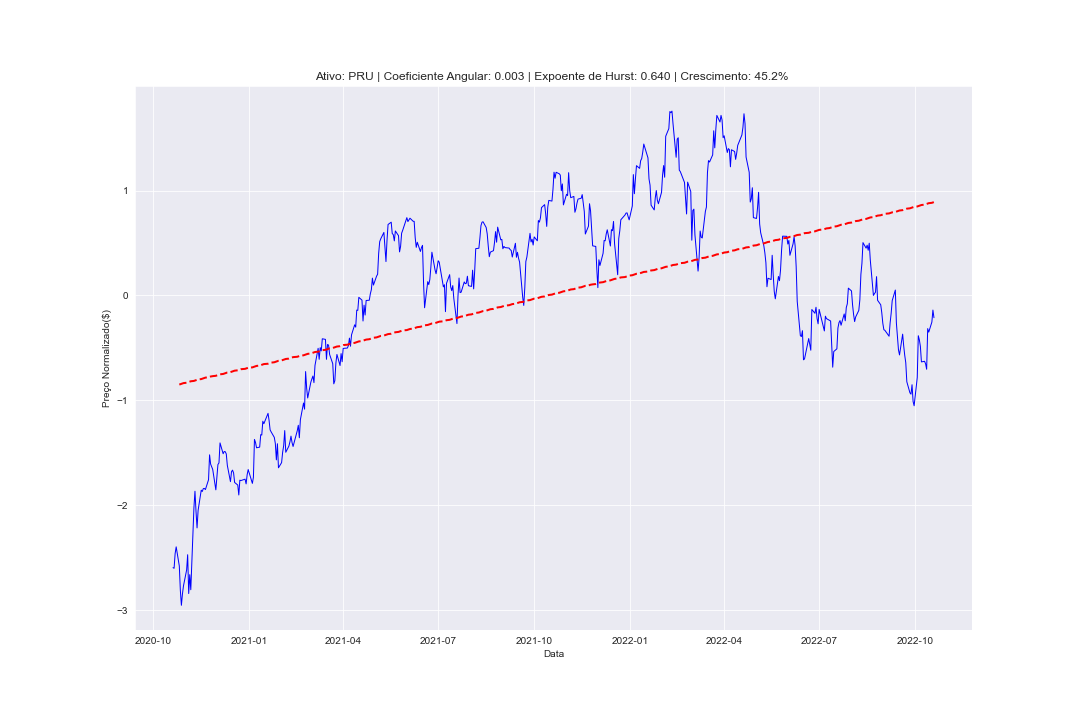 Ativo: PRU | Coeficiente Angular: 0.003 | Expoente de Hurst: 0.640 | Crescimento: 45.2%
Preço Normalizado($)
1
0
−1
−2
−3
2020-10 2021-01 2021-04 2021-07 2021-10 2022-01 2022-04 2022-07 2022-10
Data